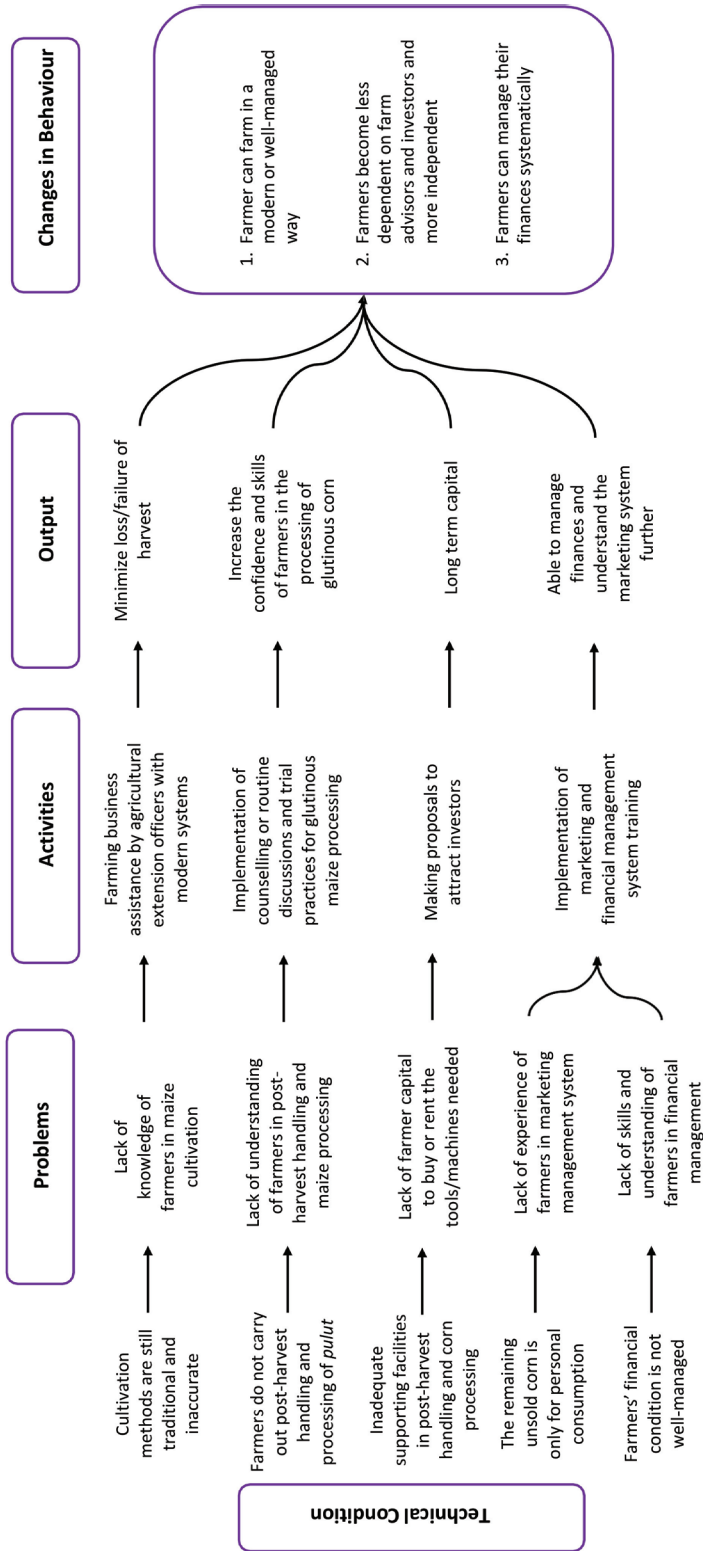 Problems
Activities
Output
Changes in Behaviour
Technical Condition
Cultivation
methods are still
traditional and
inaccurate
Lack of
knowledge of
farmers in maize
cultivation
Farming business
assistance by agricultural
extension officers with
modern systems
Minimize loss/failure of
harvest
Farmers do not carry
out post-harvest
handling and
processing of pulut
Lack of understanding
of farmers in post-
harvest handling and
maize processing
Implementation of
counselling or routine
discussions and trial
practices for glutinous
maize processing
Increase the
confidence and skills
of farmers in the
processing of
glutinous corn
Inadequate
supporting facilities
in post-harvest
handling and corn
processing
Lack of farmer capital
to buy or rent the
tools/machines needed
Making proposals to
attract investors
Long term capital
The remaining
unsold corn is
only for personal
consumption
Lack of experience of
farmers in marketing
management system
Farmers' financial
condition is not
well-managed
Lack of skills and
understanding of
farmers in financial
management
Implementation of
marketing and
financial management
system training
Able to manage
finances and
understand the
marketing system
further
1. Farmer can farm in a
modern or well-managed
way
2. Farmers become less
dependent on farm
advisors and investors and
more independent
3. Farmers can manage their
finances systematically